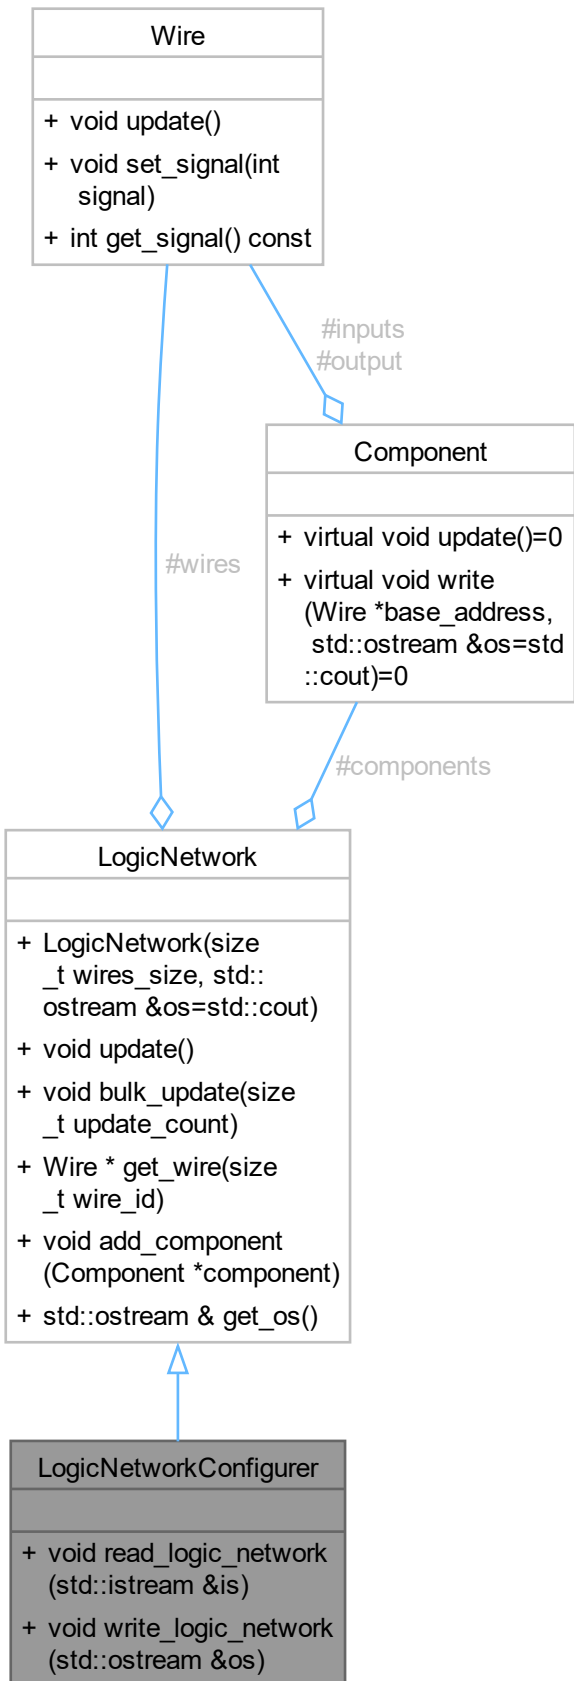 Wire
+ void update()
+ void set_signal(int
signal)
+ int get_signal() const
#inputs
#output
Component
+ virtual void update()=0
+ virtual void write
(Wire *base_address,
std::ostream &os=std
::cout)=0
#wires
#components
LogicNetwork
+ LogicNetwork(size
_t wires_size, std::
ostream &os=std::cout)
+ void update()
+ void bulk_update(size
_t update_count)
+ Wire * get_wire(size
_t wire_id)
+ void add_component
(Component *component)
+ std::ostream & get_os()
LogicNetworkConfigurer
+ void read_logic_network
(std::istream &is)
+ void write_logic_network
(std::ostream &os)